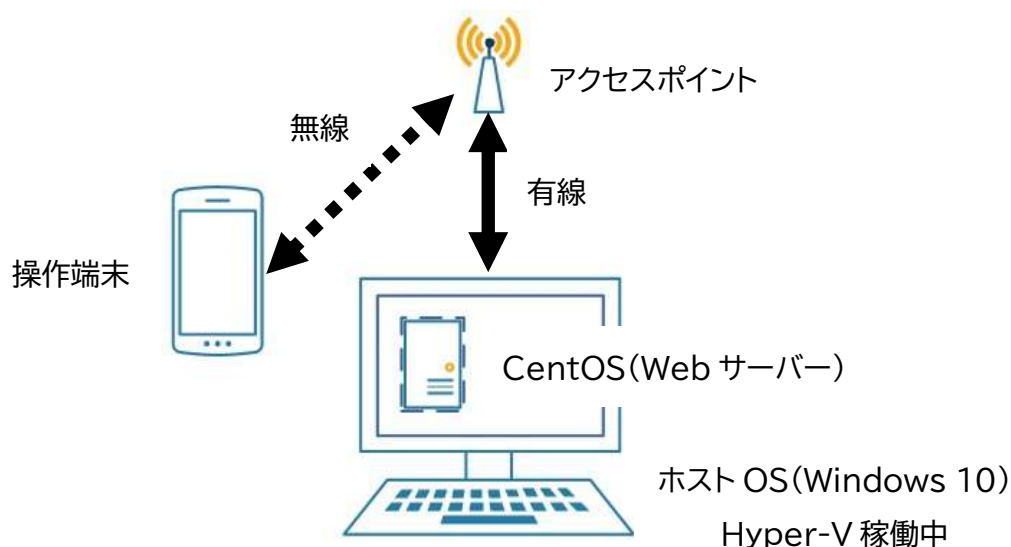 アクセスポイント
無線
有線
操作端末
CentOS(Web サーバー)
ホスト OS(Windows 10)
Hyper-V 稼働中